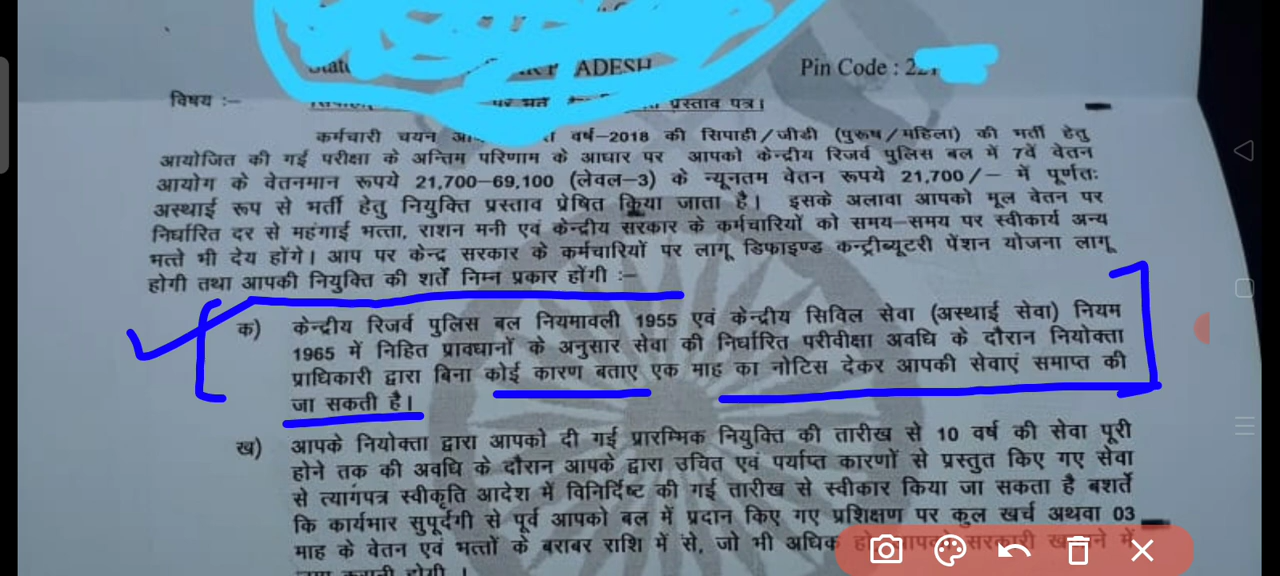 ADESH Pin Code : 22
विषय :– प्रस्ताव पत्र।
कर्मचारी चयन वर्ष–2018 की सिपाही/जीडी (पुरूष/महिला) की भर्ती हेतु
आयोजित की गई परीक्षा के अन्तिम परिणाम के आधार पर आपको केन्द्रीय रिजर्व पुलिस बल में 7वें वेतन
आयोग के वेतनमान रूपये 21,700–69,100 (लेवल–3) के न्यूनतम वेतन रूपये 21,700/– में पूर्णतः
अस्थाई रूप से भर्ती हेतु नियुक्ति प्रस्ताव प्रेषित किया जाता है। इसके अलावा आपको मूल वेतन पर
निर्धारित दर से महंगाई भत्ता, राशन मनी एवं केन्द्रीय सरकार के कर्मचारियों को समय–समय पर स्वीकार्य अन्य
भत्ते भी देय होंगे। आप पर केन्द्र सरकार के कर्मचारियों पर लागू डिफाइण्ड कन्ट्रीब्यूटरी पेंशन योजना लागू
होगी तथा आपकी नियुक्ति की शर्ते निम्न प्रकार होंगी :–
क) केन्द्रीय रिजर्व पुलिस बल नियमावली 1955 एवं केन्द्रीय सिविल सेवा (अस्थाई सेवा) नियम
1965 में निहित प्रावधानों के अनुसार सेवा की निर्धारित परीवीक्षा अवधि के दौरान नियोक्ता
प्राधिकारी द्वारा बिना कोई कारण बताए एक माह का नोटिस देकर आपकी सेवाएं समाप्त की
जा सकती है।
ख) आपके नियोक्ता द्वारा आपको दी गई प्रारम्भिक नियुक्ति की तारीख से 10 वर्ष की सेवा पूरी
होने तक की अवधि के दौरान आपके द्वारा उचित एवं पर्याप्त कारणों से प्रस्तुत किए गए सेवा
से त्यागपत्र स्वीकृति आदेश में विनिर्दिष्ट की गई तारीख से स्वीकार किया जा सकता है बशर्ते
कि कार्यभार सुपूर्दगी से पूर्व आपको बल में प्रदान किए गए प्रशिक्षण पर कुल खर्च अथवा 03
माह के वेतन एवं भत्तों के बराबर राशि में से, जो भी अधिक